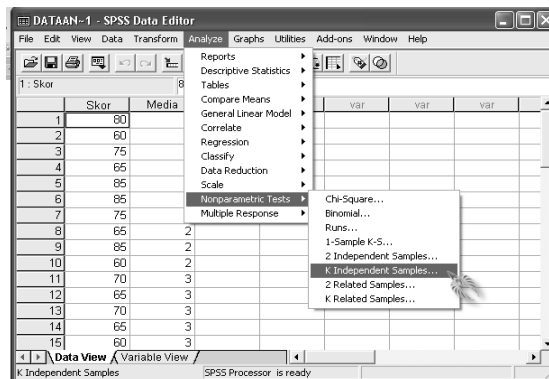 DATAAN~1 - SPSS Data Editor
File Edit View Data Transform Analyze Graphs Utilities Add-ons Window Help
1 : Skor 8
Skor Media var var var
1 80
2 60
3 75
4 65
5 85
6 85
7 75
8 65 2
9 85 2
10 60 2
11 70 3
12 65 3
13 70 3
14 65 3
15 60 3
Reports
Descriptive Statistics
Tables
Compare Means
General Linear Model
Correlate
Regression
Classify
Data Reduction
Scale
Nonparametric Tests
Multiple Response
Chi-Square...
Binomial...
Runs...
1-Sample K-S...
2 Independent Samples...
K Independent Samples...
2 Related Samples...
K Related Samples...
Data View Variable View
K Independent Samples SPSS Processor is ready